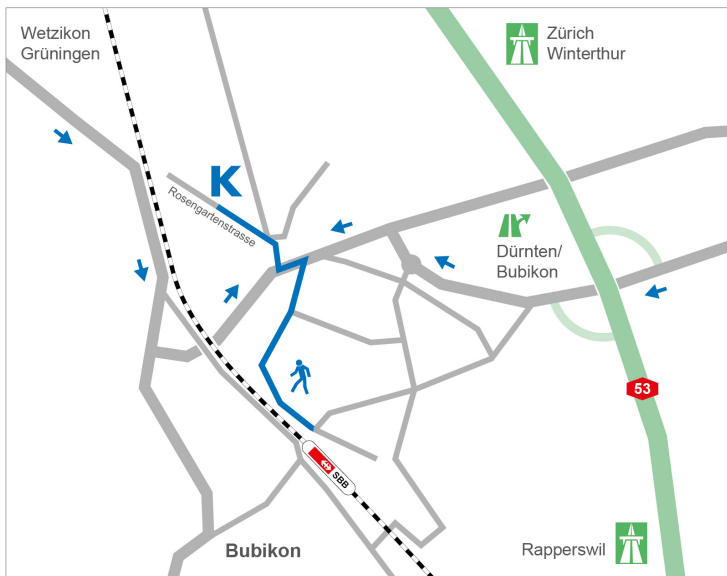 Wetzikon
Grüningen
Zürich
Winterthur
K
Rosengartenstrasse
Dürnten/
Bubikon
53
SBB
Bubikon
Rapperswil